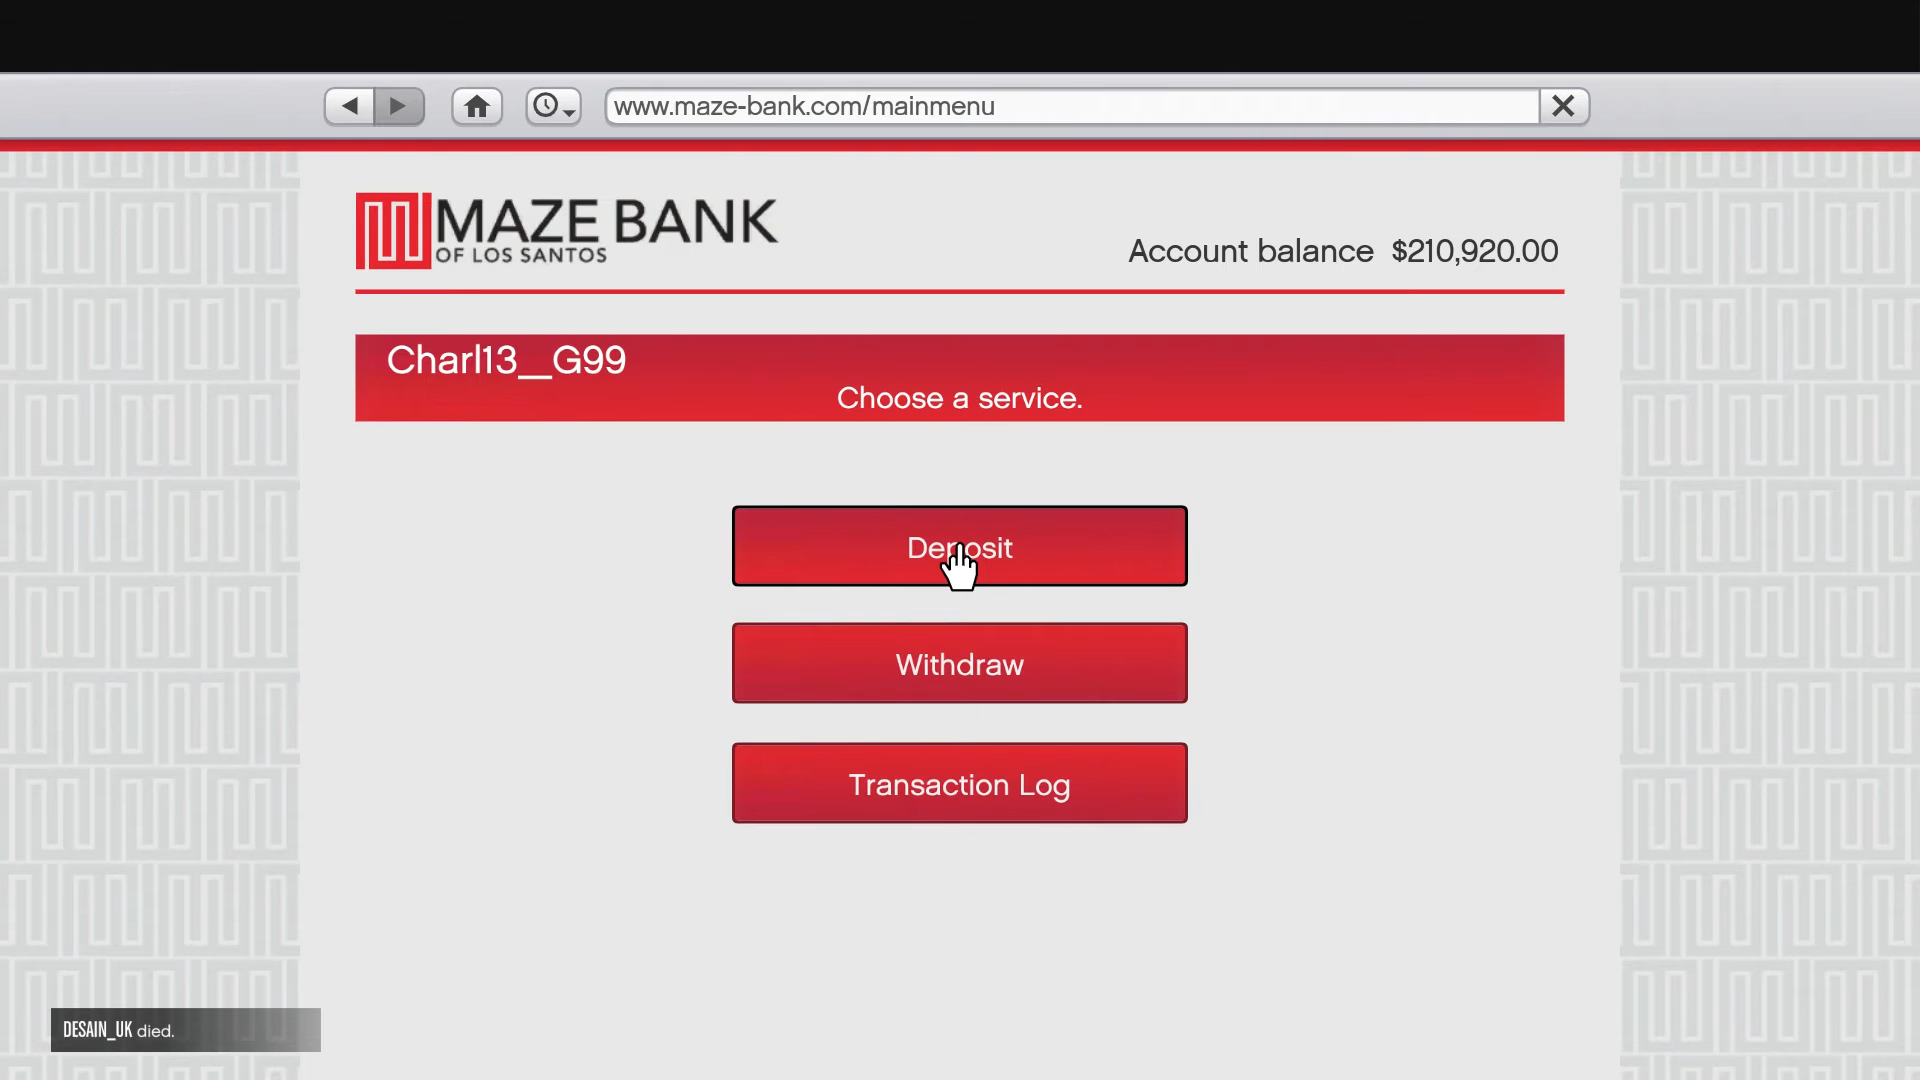 www.maze-bank.com/mainmenu
MAZE BANK
OF LOS SANTOS
Account balance $210,920.00
Charl13__G99
Choose a service.
Deposit
Withdraw
Transaction Log
DESAIN_UK died.